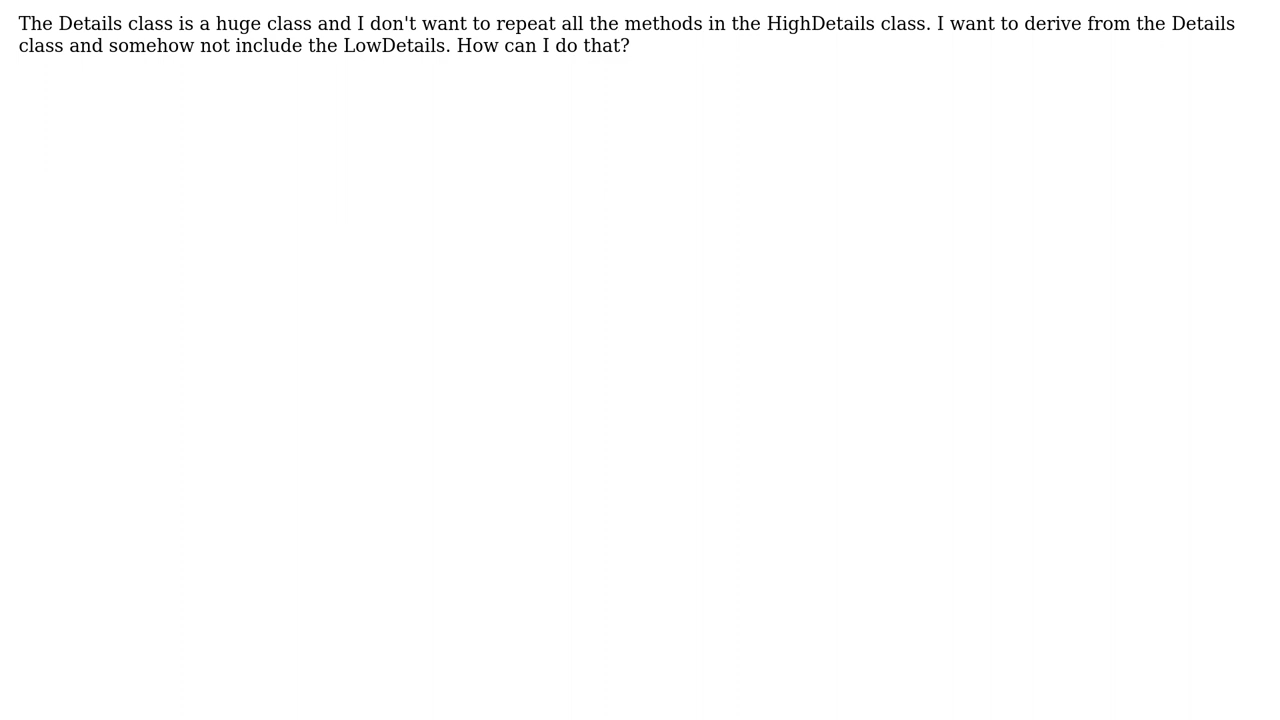 The Details class is a huge class and I don't want to repeat all the methods in the HighDetails class. I want to derive from the Details
class and somehow not include the LowDetails. How can I do that?